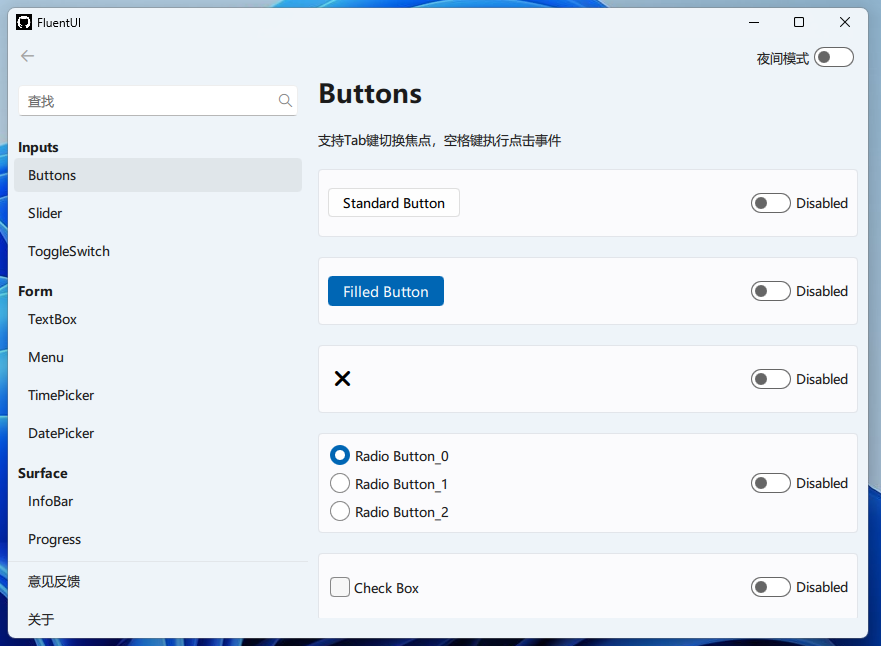 FluentUI
夜间模式
查找
Inputs
Buttons
Slider
ToggleSwitch
Form
TextBox
Menu
TimePicker
DatePicker
Surface
InfoBar
Progress
意见反馈
关于
Buttons
支持Tab键切换焦点，空格键执行点击事件
Standard Button
Disabled
Filled Button
Disabled
Disabled
Radio Button_0
Radio Button_1
Radio Button_2
Disabled
Check Box
Disabled